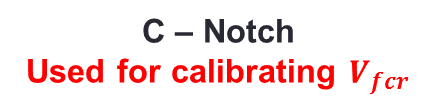 C – Notch
Used for calibrating V_fcr